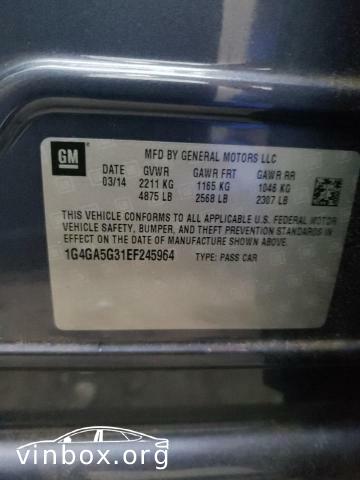 GM
MFD BY GENERAL MOTORS LLC
DATE GVWR GAWR FRT GAWR RR
03/14 2211 KG 1165 KG 1046 KG
4875 LB 2568 LB 2307 LB
THIS VEHICLE CONFORMS TO ALL APPLICABLE U.S. FEDERAL MOTOR
VEHICLE SAFETY, BUMPER, AND THEFT PREVENTION STANDARDS
IN EFFECT ON THE DATE OF MANUFACTURE SHOWN ABOVE.
1G4GA5G31EF245964 TYPE: PASS CAR
vinbox.org